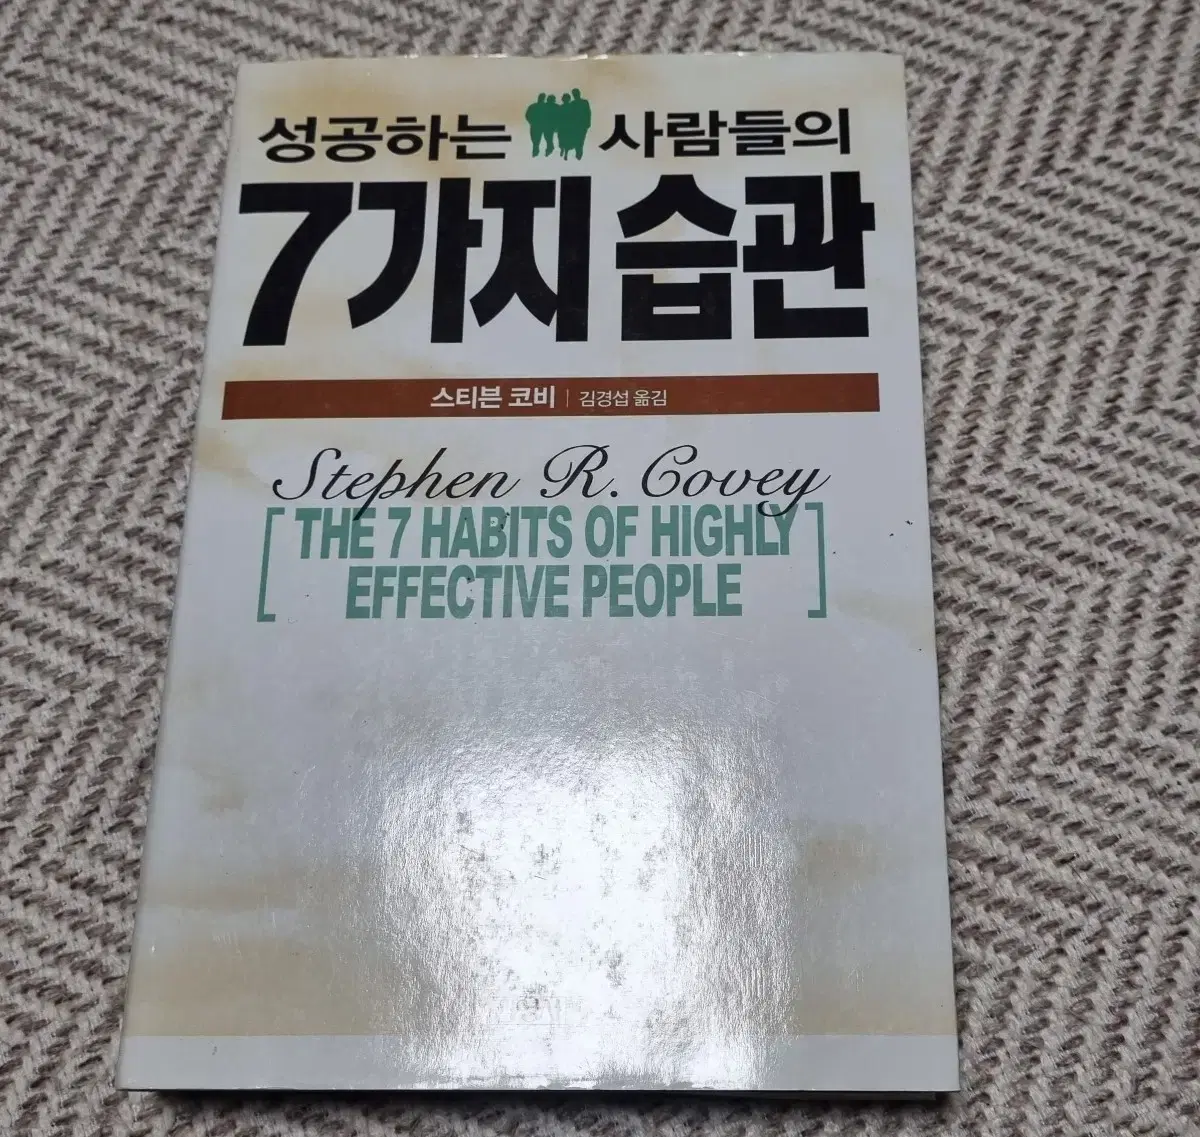 성공하는 사람들의
7가지 습관
스티븐 코비 | 김경섭 옮김
Stephen R. Covey
[ THE 7 HABITS OF HIGHLY
EFFECTIVE PEOPLE ]